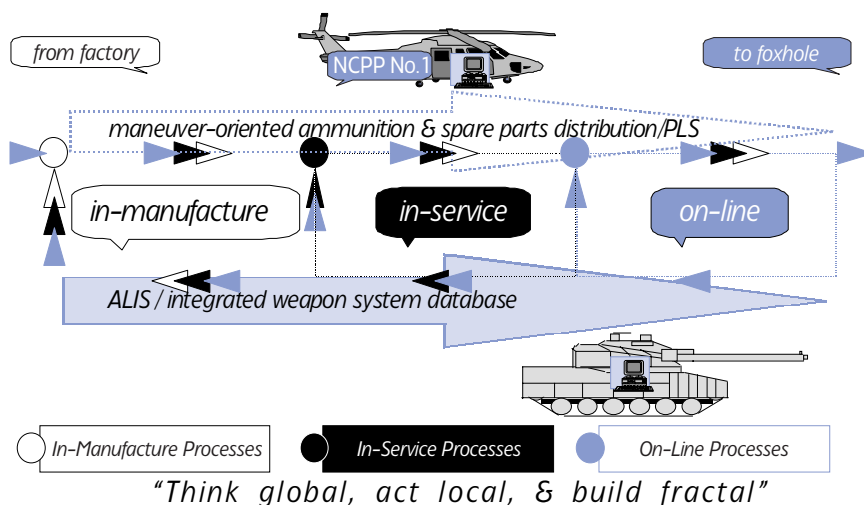 from factory
NCPP No.1
to foxhole
maneuver-oriented ammunition & spare parts distribution/PLS
in-manufacture
in-service
on-line
ALIS / integrated weapon system database
In-Manufacture Processes
In-Service Processes
On-Line Processes
“Think global, act local, & build fractal”